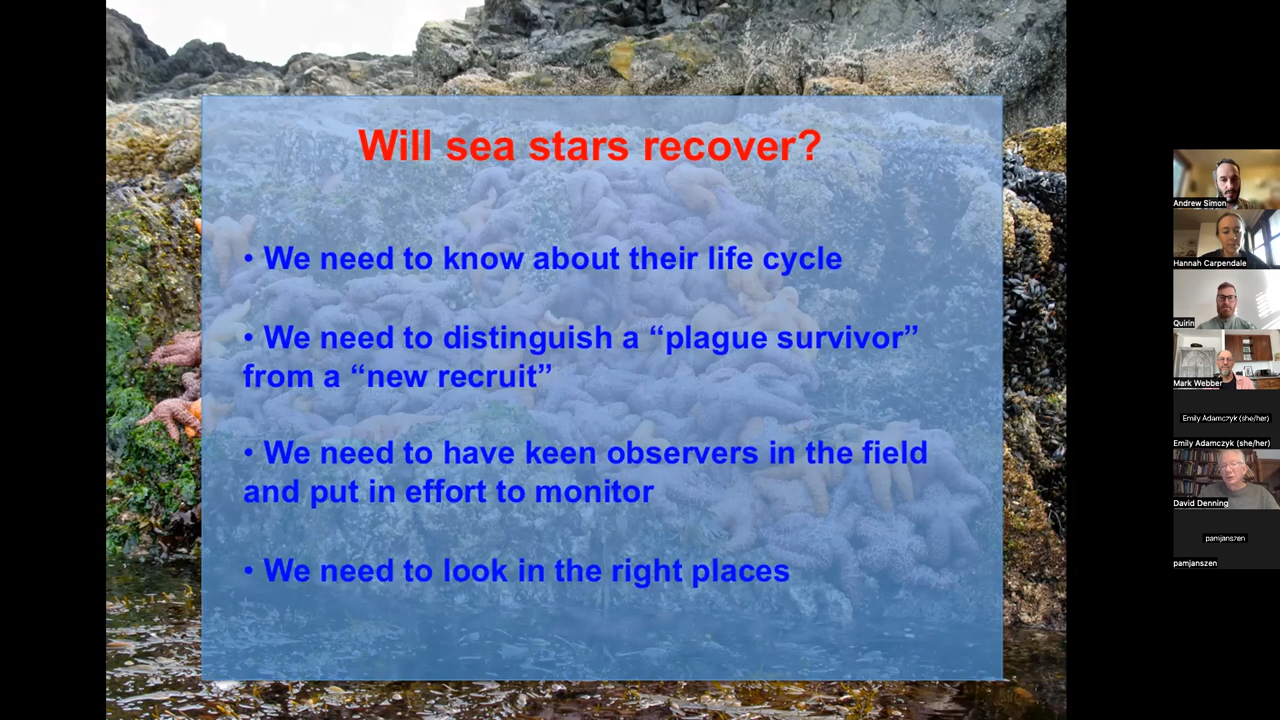 Will sea stars recover?
• We need to know about their life cycle
• We need to distinguish a “plague survivor”
from a “new recruit”
• We need to have keen observers in the field
and put in effort to monitor
• We need to look in the right places
Andrew Simon
Hannah Carpendale
Quirin
Mark Webber
Emily Adamczyk (she/her)
Emily Adamczyk (she/her)
David Denning
pamjanszen
pamjanszen